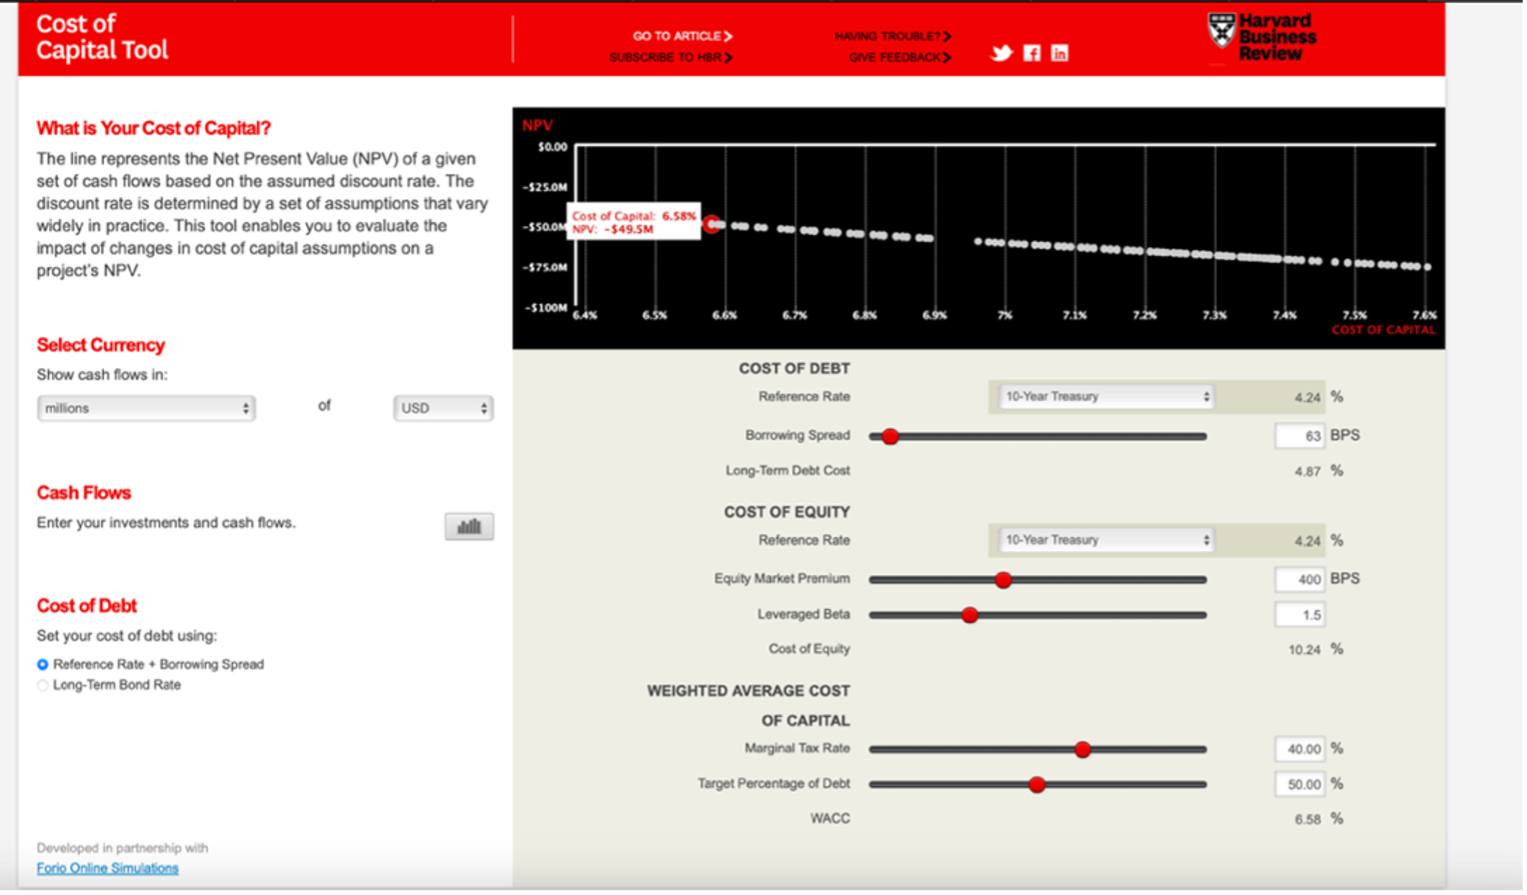 Cost of
Capital Tool
GO TO ARTICLE
SUBSCRIBE TO HBR
HAVING TROUBLE?
GIVE FEEDBACK
Harvard
Business
Review
What is Your Cost of Capital?
The line represents the Net Present Value (NPV) of a given
set of cash flows based on the assumed discount rate. The
discount rate is determined by a set of assumptions that vary
widely in practice. This tool enables you to evaluate the
impact of changes in cost of capital assumptions on a
project's NPV.
Select Currency
Show cash flows in:
millions
of
USD
Cash Flows
Enter your investments and cash flows.
Cost of Debt
Set your cost of debt using:
Reference Rate + Borrowing Spread
Long-Term Bond Rate
Developed in partnership with
Forio Online Simulations
NPV
$0.00
-$25.0M
-$50.0M
-$75.0M
-$100M
Cost of Capital: 6.58%
NPV: -$49.5M
6.4% 6.5% 6.6% 6.7% 6.8% 6.9% 7% 7.1% 7.2% 7.3% 7.4% 7.5% 7.6%
COST OF CAPITAL
COST OF DEBT
Reference Rate 10-Year Treasury 4.24 %
Borrowing Spread 63 BPS
Long-Term Debt Cost 4.87 %
COST OF EQUITY
Reference Rate 10-Year Treasury 4.24 %
Equity Market Premium 400 BPS
Leveraged Beta 1.5
Cost of Equity 10.24 %
WEIGHTED AVERAGE COST
OF CAPITAL
Marginal Tax Rate 40.00 %
Target Percentage of Debt 50.00 %
WACC 6.58 %